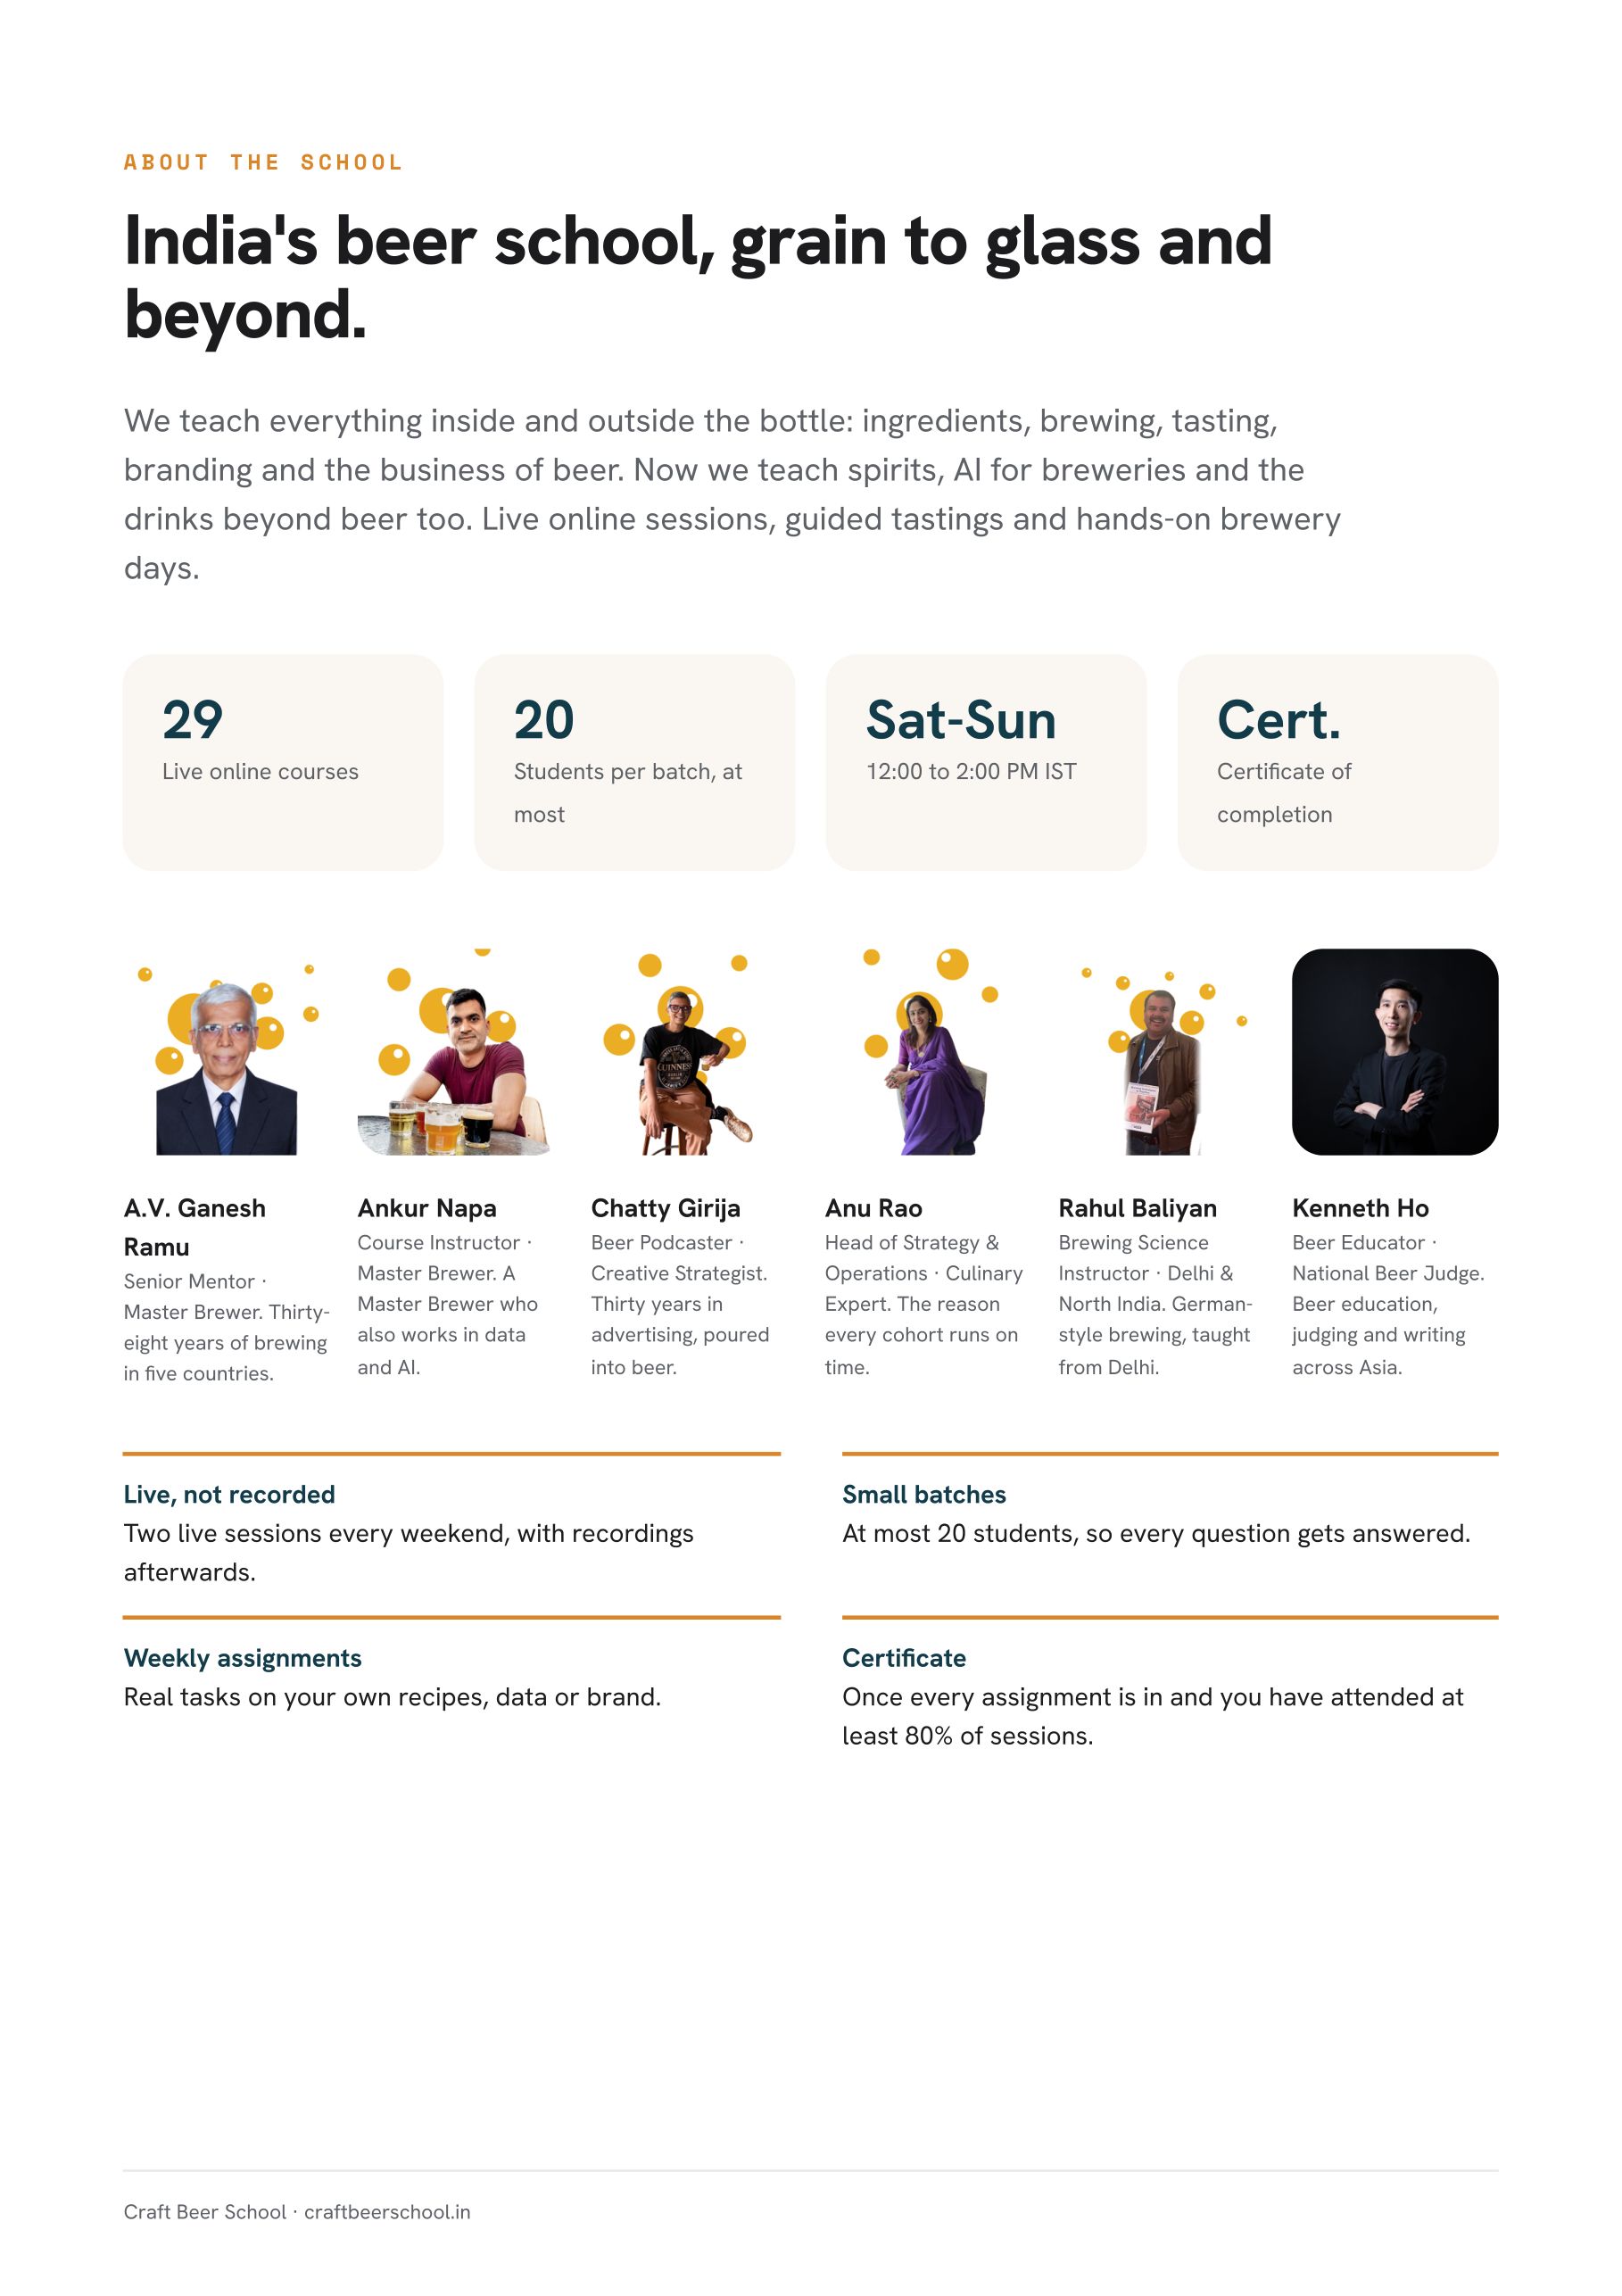 ABOUT THE SCHOOL
India's beer school, grain to glass and
beyond.
We teach everything inside and outside the bottle: ingredients, brewing, tasting,
branding and the business of beer. Now we teach spirits, AI for breweries and the
drinks beyond beer too. Live online sessions, guided tastings and hands-on brewery
days.
29
Live online courses
20
Students per batch, at
most
Sat-Sun
12:00 to 2:00 PM IST
Cert.
Certificate of
completion
GUINNESS
A.V. Ganesh
Ramu
Senior Mentor ·
Master Brewer. Thirty-
eight years of brewing
in five countries.
Ankur Napa
Course Instructor ·
Master Brewer. A
Master Brewer who
also works in data
and AI.
Chatty Girija
Beer Podcaster ·
Creative Strategist.
Thirty years in
advertising, poured
into beer.
Anu Rao
Head of Strategy &
Operations · Culinary
Expert. The reason
every cohort runs on
time.
Rahul Baliyan
Brewing Science
Instructor · Delhi &
North India. German-
style brewing, taught
from Delhi.
Kenneth Ho
Beer Educator ·
National Beer Judge.
Beer education,
judging and writing
across Asia.
Live, not recorded
Two live sessions every weekend, with recordings
afterwards.
Small batches
At most 20 students, so every question gets answered.
Weekly assignments
Real tasks on your own recipes, data or brand.
Certificate
Once every assignment is in and you have attended at
least 80% of sessions.
Craft Beer School · craftbeerschool.in